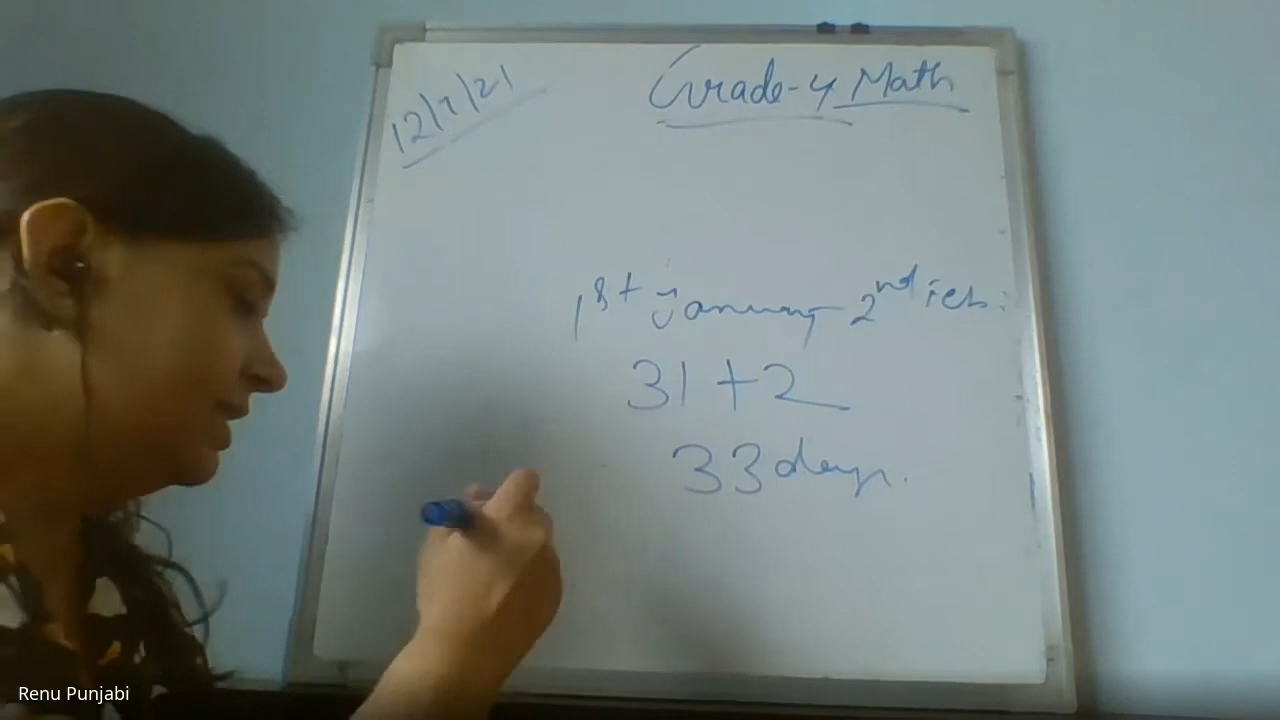 12/7/21
Grade-4 Math
1st January - 2nd Feb.
31 + 2
33 days.
Renu Punjabi